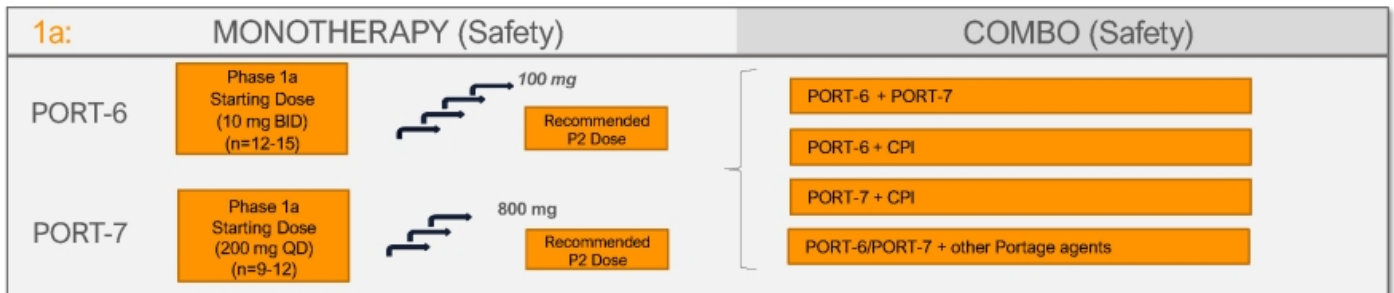 1a:
MONOTHERAPY (Safety)
COMBO (Safety)
PORT-6
Phase 1a
Starting Dose
(10 mg BID)
(n=12-15)
100 mg
Recommended
P2 Dose
PORT-7
Phase 1a
Starting Dose
(200 mg QD)
(n=9-12)
800 mg
Recommended
P2 Dose
PORT-6 + PORT-7
PORT-6 + CPI
PORT-7 + CPI
PORT-6/PORT-7 + other Portage agents